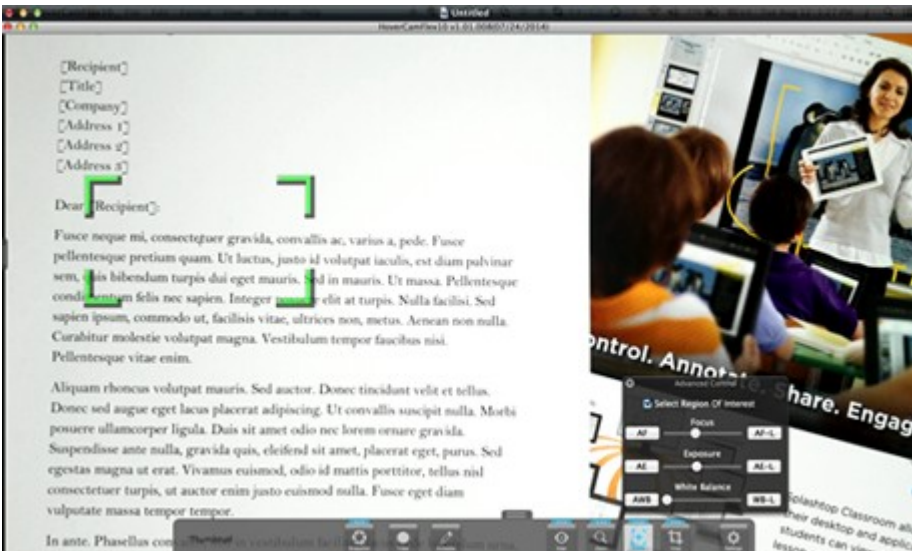 Untitled
HoverCamFlex10 v1.01.008(07/24/2014)
[Recipient]
[Title]
[Company]
[Address 1]
[Address 2]
[Address 3]
Dear [Recipient]:
Fusce neque mi, consectetuer gravida, convallis ac, varius a, pede. Fusce
pellentesque pretium quam. Ut luctus, justo id volutpat iaculis, est diam pulvinar
sem, quis bibendum turpis dui eget mauris. Sed in mauris. Ut massa. Pellentesque
condimentum felis nec sapien. Integer elit at turpis. Nulla facilisi. Sed
sapien ipsum, commodo ut, facilisis vitae, ultrices non, metus. Aenean non nulla.
Curabitur molestie volutpat magna. Vestibulum tempor faucibus nisi.
Pellentesque vitae enim.
Aliquam rhoncus volutpat mauris. Sed auctor. Donec tincidunt velit et tellus.
Donec sed augue eget lacus placerat adipiscing. Ut convallis suscipit nulla. Morbi
posuere ullamcorper ligula. Duis sit amet odio nec lorem ornare gravida.
Suspendisse ante nulla, gravida quis, eleifend sit amet, placerat eget, purus. Sed
egestas magna ut erat. Vivamus euismod, odio id mattis porttitor, tellus nisl
consectetuer turpis, ut auctor enim justo euismod nulla. Fusce eget diam
vulputate massa tempor tempor.
In ante. Phasellus
ontrol. Annotate. Share. Engag
Advanced Control
Select Region Of Interest
Focus
AF AF-L
Exposure
AE AE-L
White Balance
AWB WB-L
Splashtop Classroom all
their desktop and applic
students can vie
lesson
Thumbnail